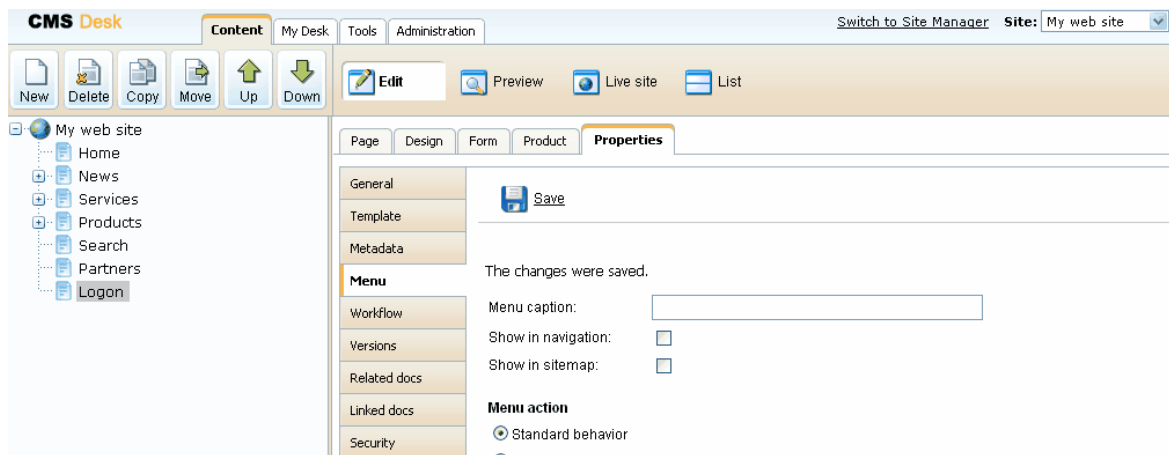 CMS Desk
Content My Desk Tools Administration
Switch to Site Manager Site: My web site
New Delete Copy Move Up Down
Edit Preview Live site List
My web site
Home
News
Services
Products
Search
Partners
Logon
Page Design Form Product Properties
General
Template
Metadata
Menu
Workflow
Versions
Related docs
Linked docs
Security
Save
The changes were saved.
Menu caption:
Show in navigation:
Show in sitemap:
Menu action
Standard behavior